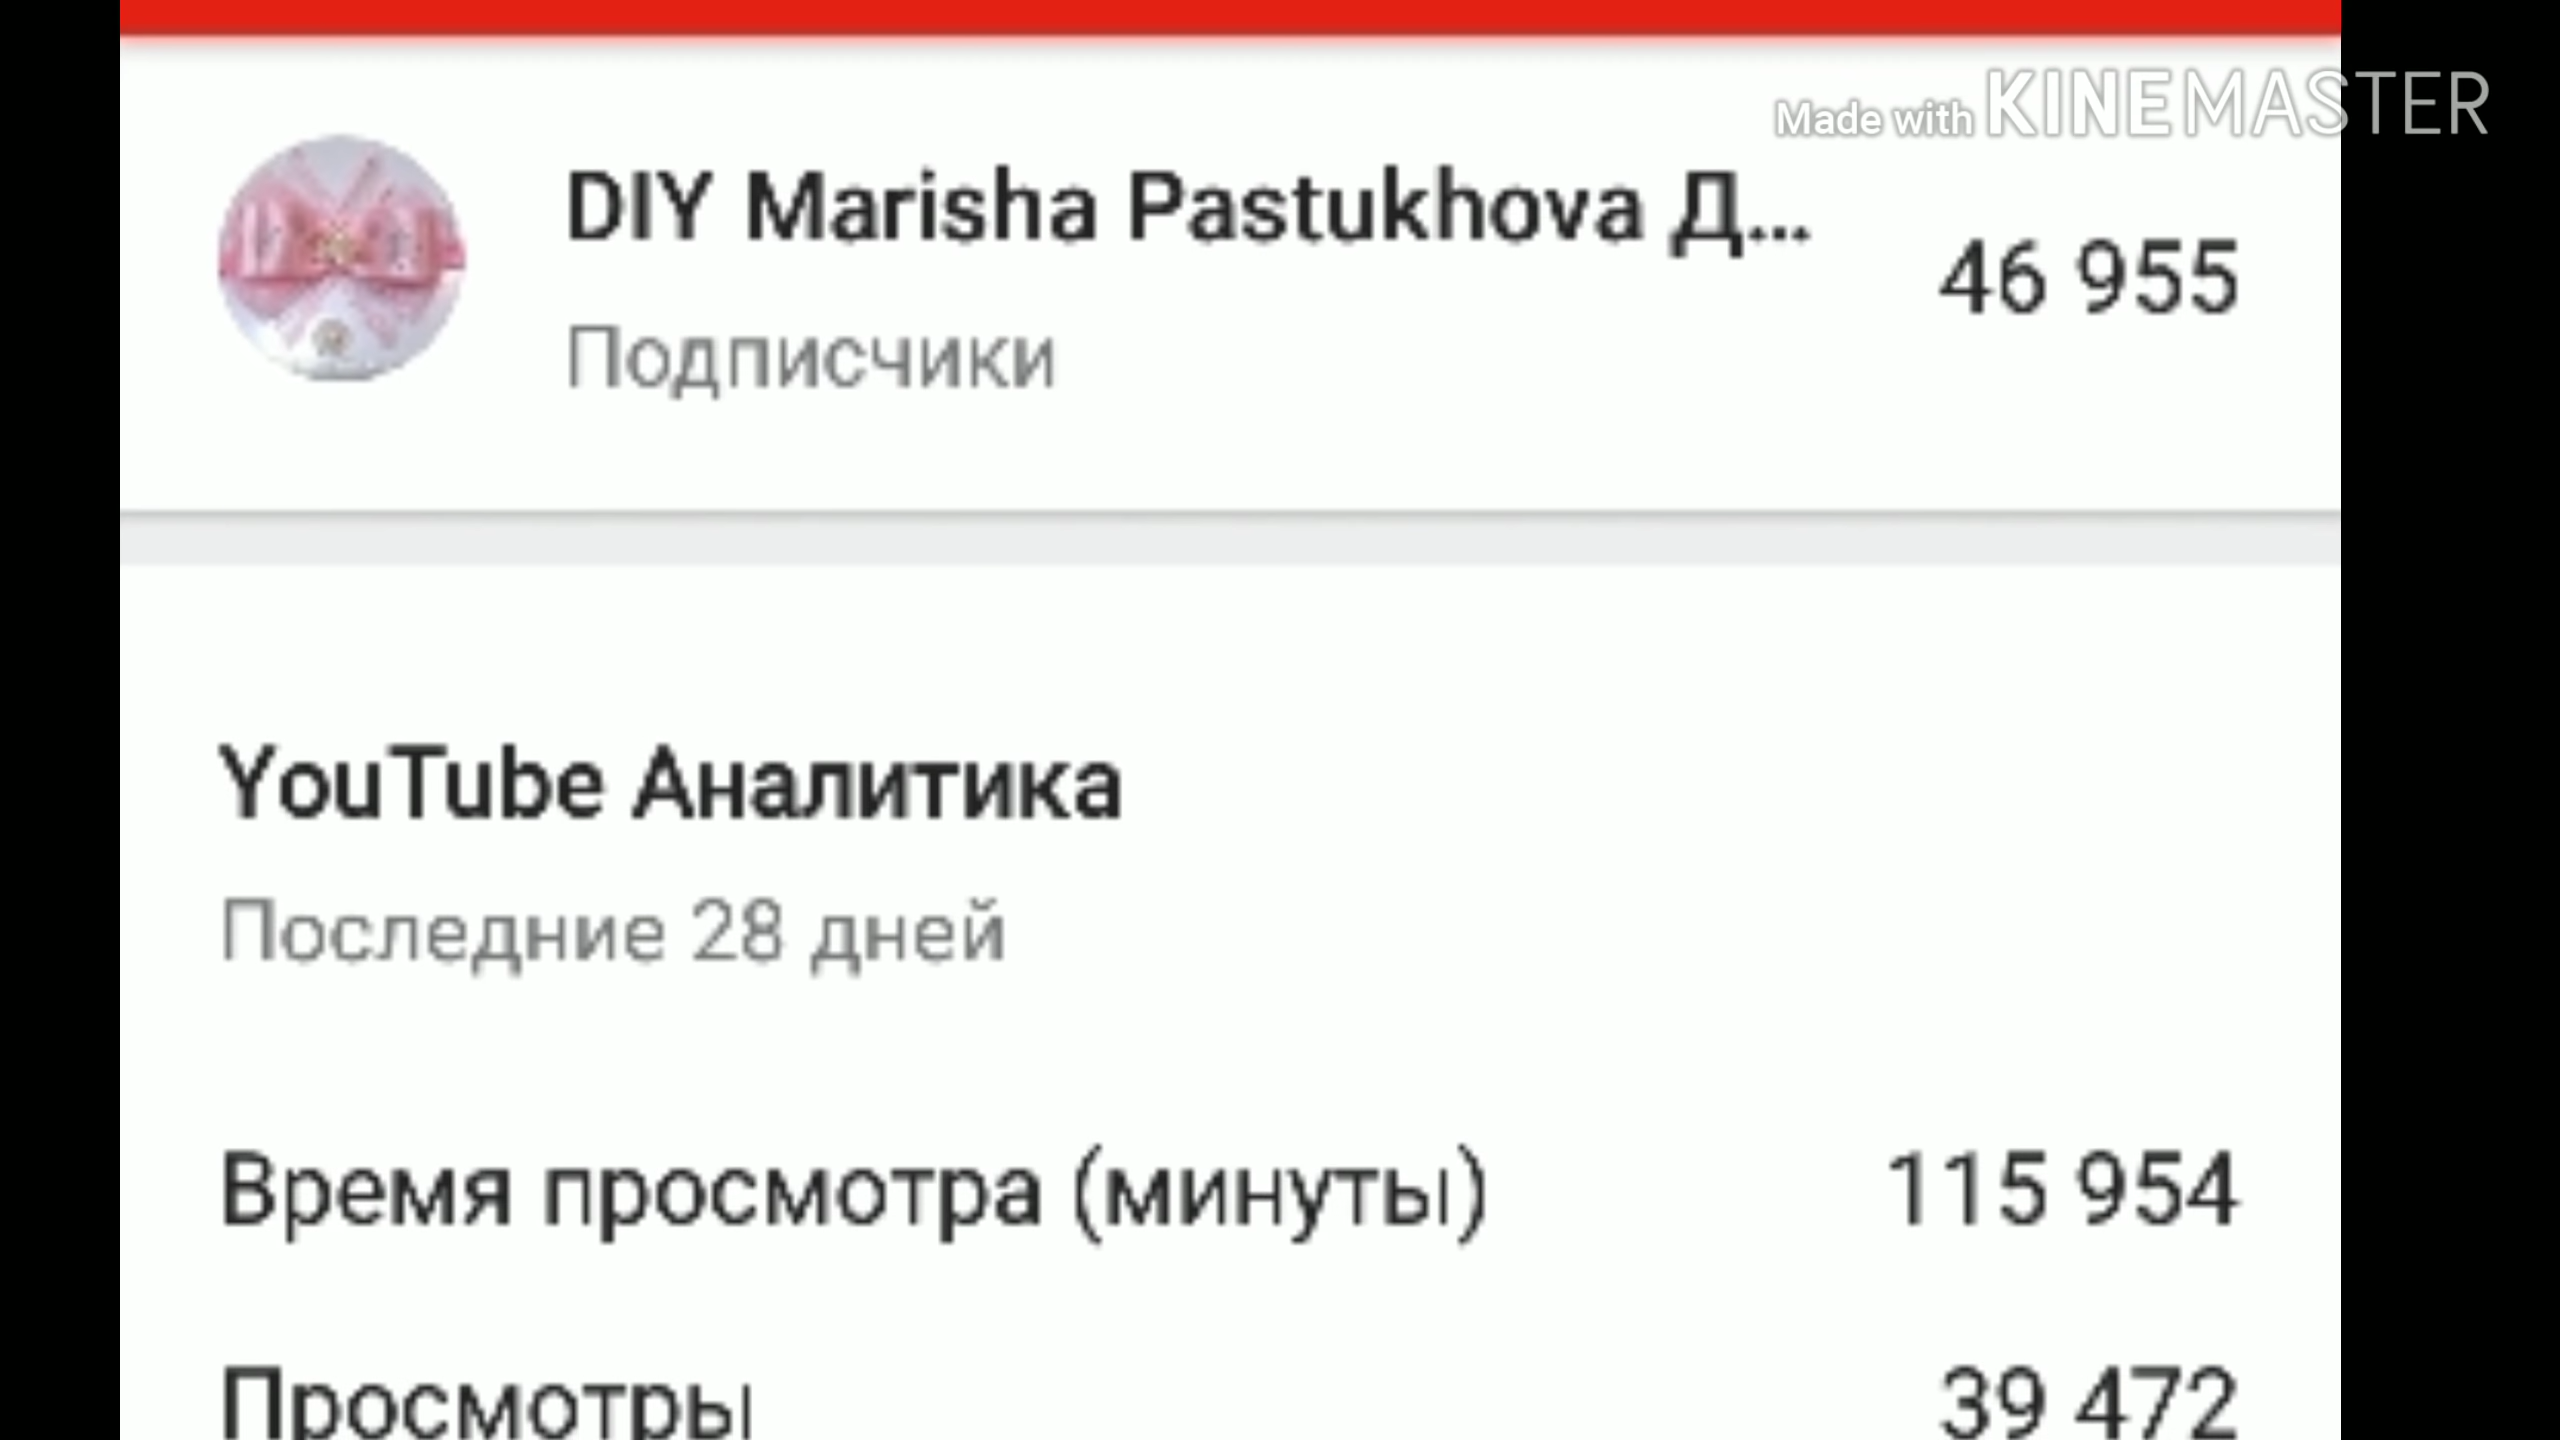 Made with KINEMASTER
DIY Marisha Pastukhova Д...
46 955
Подписчики
YouTube Аналитика
Последние 28 дней
Время просмотра (минуты) 115 954
Просмотры 39 472